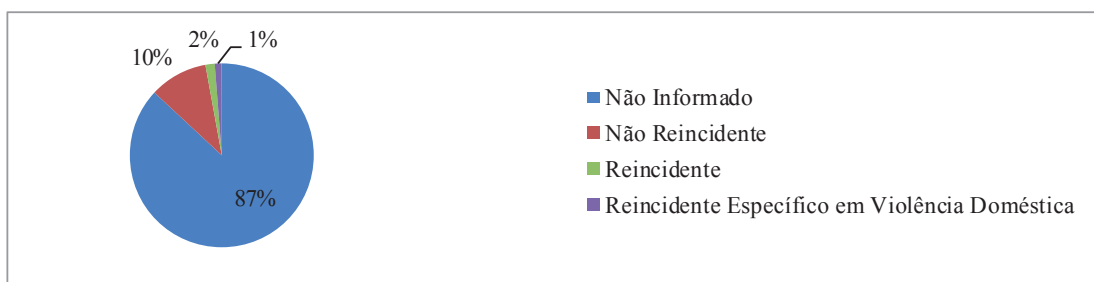 2%
1%
10%
87%
Não Informado
Não Reincidente
Reincidente
Reincidente Específico em Violência Doméstica